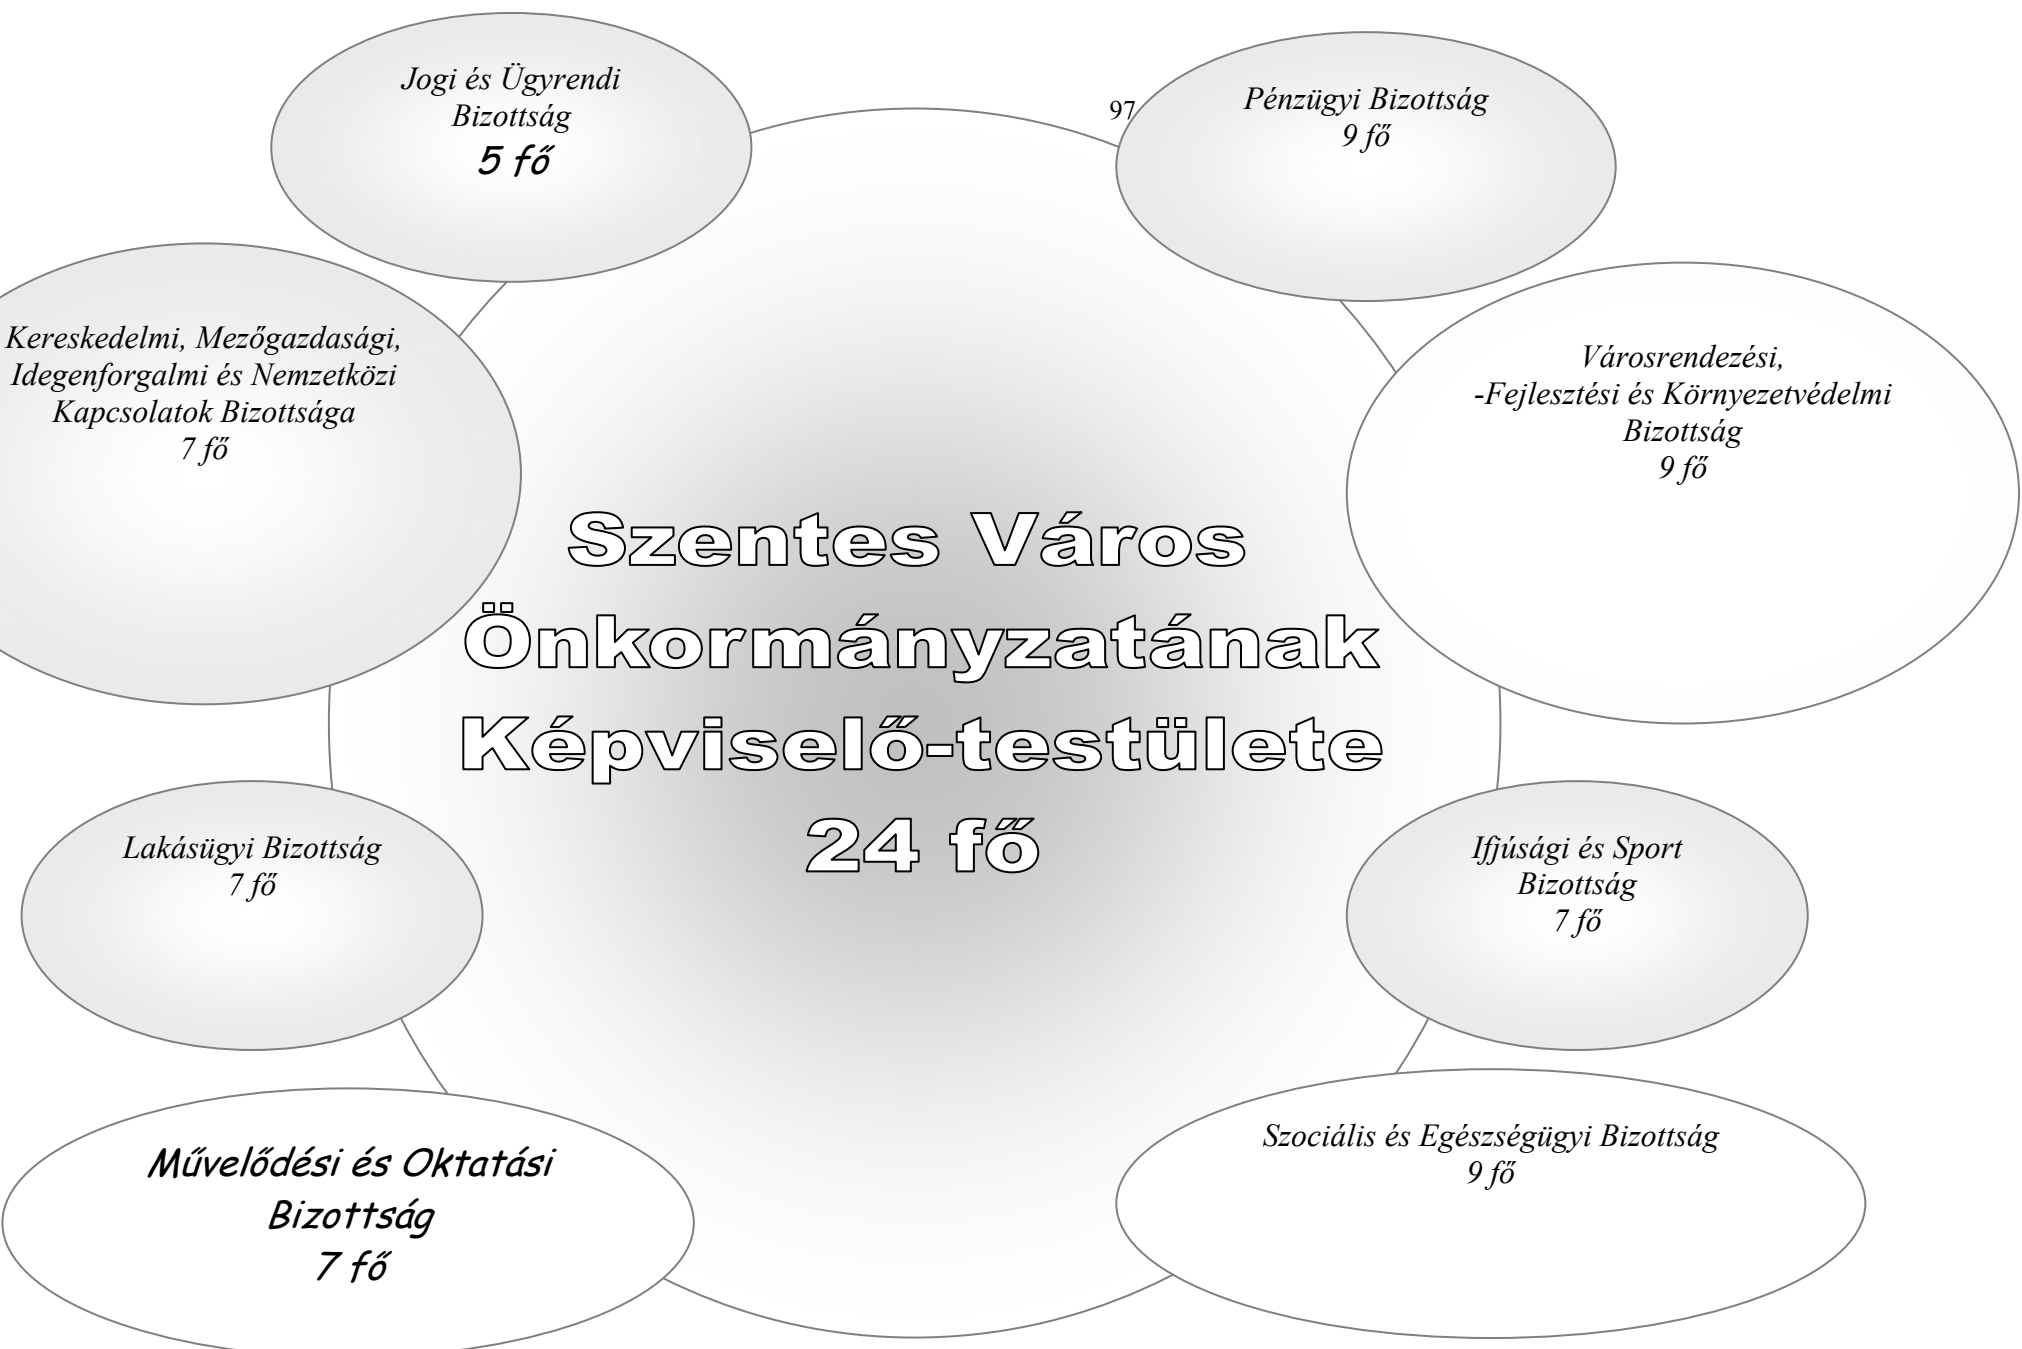 Jogi és Ügyrendi
Bizottság
5 fő
97
Pénzügyi Bizottság
9 fő
Kereskedelmi, Mezőgazdasági,
Idegenforgalmi és Nemzetközi
Kapcsolatok Bizottsága
7 fő
Városrendezési,
-Fejlesztési és Környezetvédelmi
Bizottság
9 fő
Szentes Város
Önkormányzatának
Képviselő-testülete
24 fő
Lakásügyi Bizottság
7 fő
Ifjúsági és Sport
Bizottság
7 fő
Művelődési és Oktatási
Bizottság
7 fő
Szociális és Egészségügyi Bizottság
9 fő